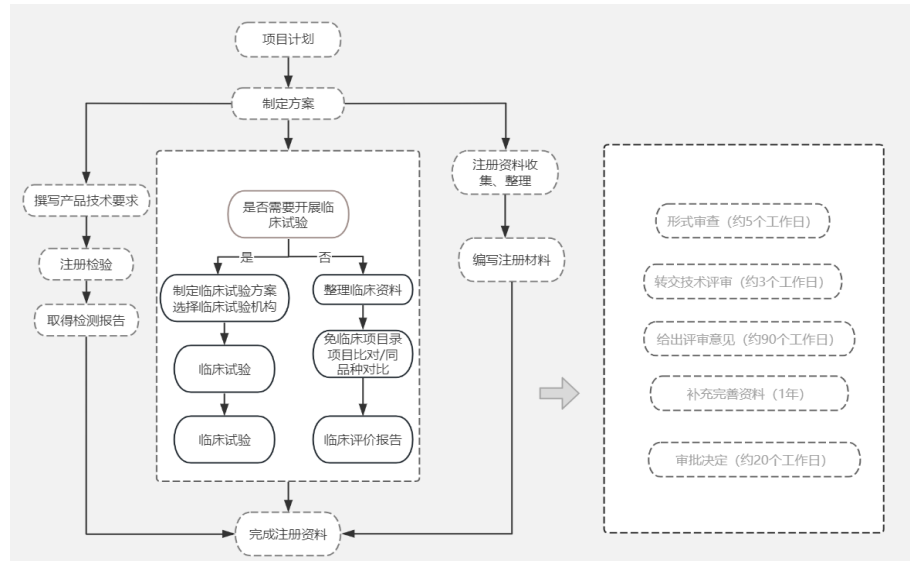 项目计划
制定方案
撰写产品技术要求
注册检验
取得检测报告
是否需要开展临
床试验
是
否
制定临床试验方案
选择临床试验机构
临床试验
临床试验
整理临床资料
免临床项目录
项目比对/同
品种对比
临床评价报告
注册资料收
集、整理
编写注册材料
完成注册资料
形式审查（约5个工作日）
转交技术评审（约3个工作日）
给出评审意见（约90个工作日）
补充完善资料（1年）
审批决定（约20个工作日）